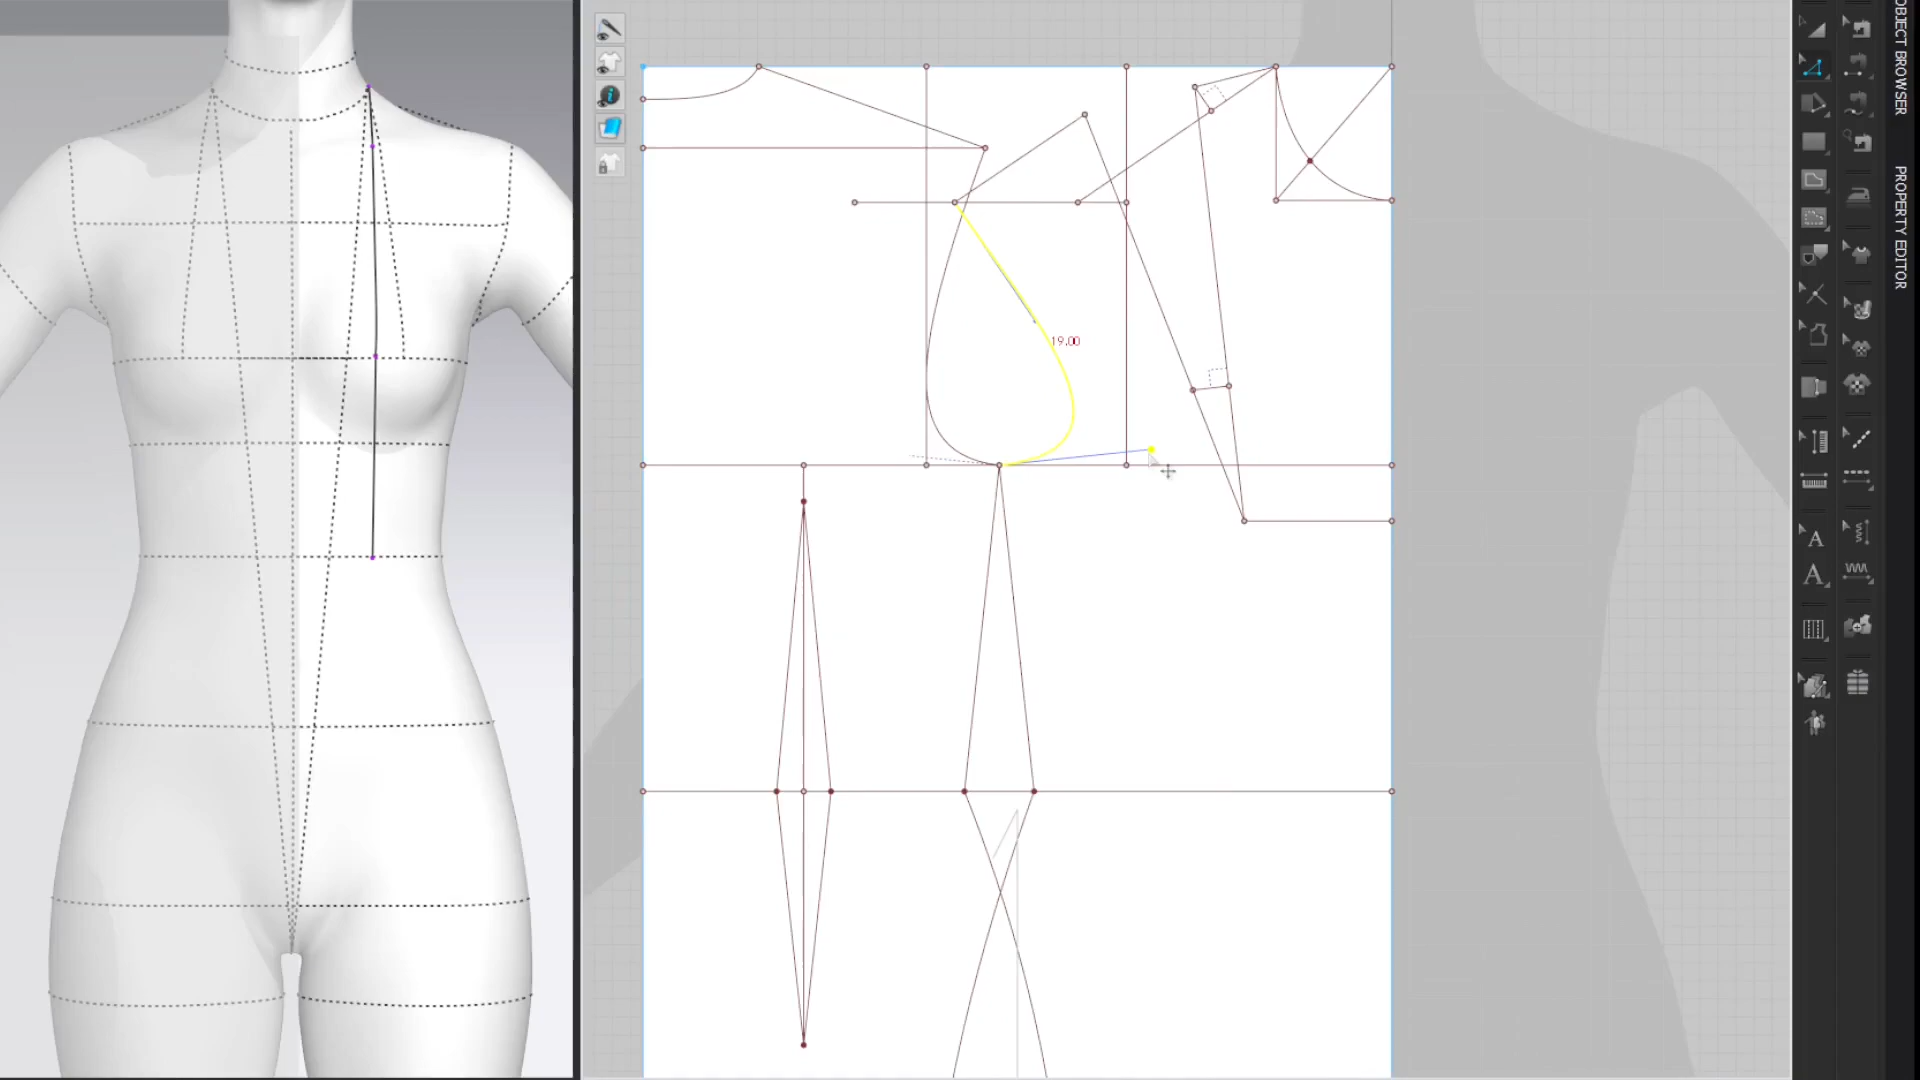 OBJECT BROWSER
PROPERTY EDITOR
19.00
A
A